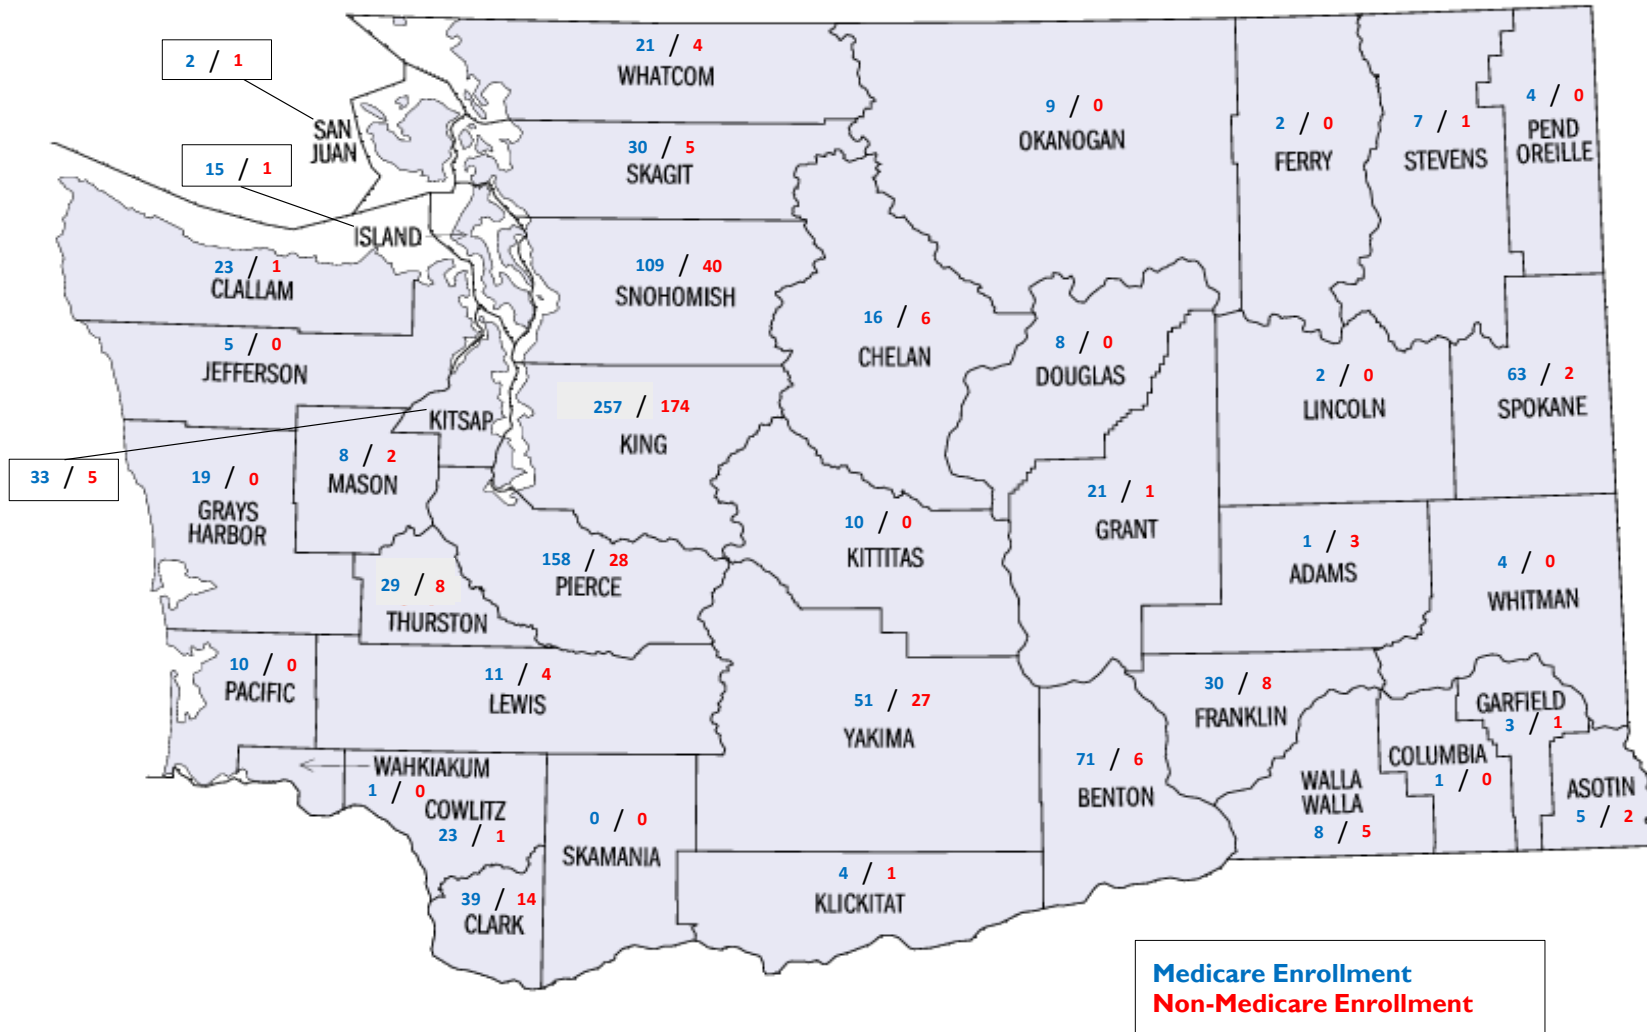 21 / 4
WHATCOM
2 / 1
SAN
JUAN
30 / 5
SKAGIT
15 / 1
ISLAND
9 / 0
OKANOGAN
2 / 0
FERRY
7 / 1
STEVENS
4 / 0
PEND
OREILLE
23 / 1
CLALLAM
109 / 40
SNOHOMISH
5 / 0
JEFFERSON
16 / 6
CHELAN
8 / 0
DOUGLAS
2 / 0
LINCOLN
63 / 2
SPOKANE
KITSAP
33 / 5
257 / 174
KING
8 / 2
MASON
19 / 0
GRAYS
HARBOR
21 / 1
GRANT
10 / 0
KITTITAS
1 / 3
ADAMS
4 / 0
WHITMAN
158 / 28
PIERCE
29 / 8
THURSTON
10 / 0
PACIFIC
11 / 4
LEWIS
51 / 27
YAKIMA
30 / 8
FRANKLIN
GARFIELD
3 / 1
COLUMBIA
1 / 0
71 / 6
BENTON
WALLA
WALLA
8 / 5
ASOTIN
5 / 2
WAHKIAKUM
1 / 0
COWLITZ
23 / 1
0 / 0
SKAMANIA
39 / 14
CLARK
4 / 1
KLICKITAT
Medicare Enrollment
Non-Medicare Enrollment